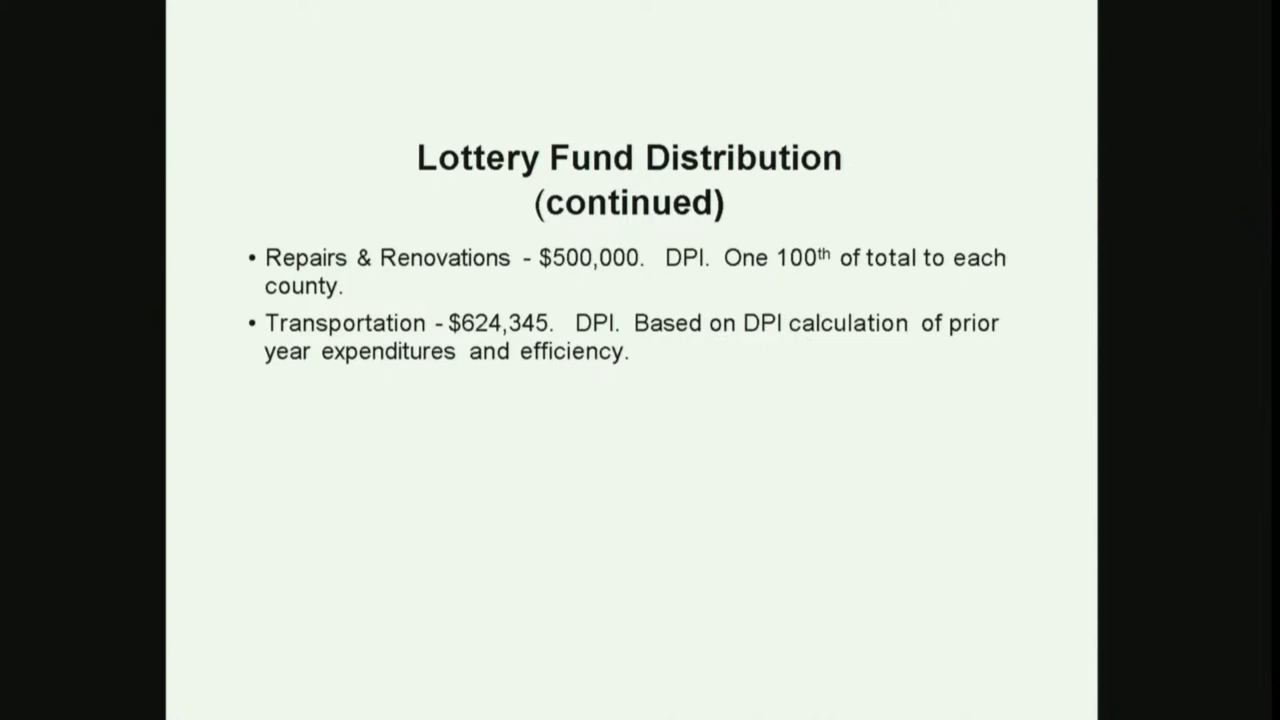 Lottery Fund Distribution
(continued)
• Repairs & Renovations - $500,000. DPI. One 100th of total to each
county.
• Transportation - $624,345. DPI. Based on DPI calculation of prior
year expenditures and efficiency.